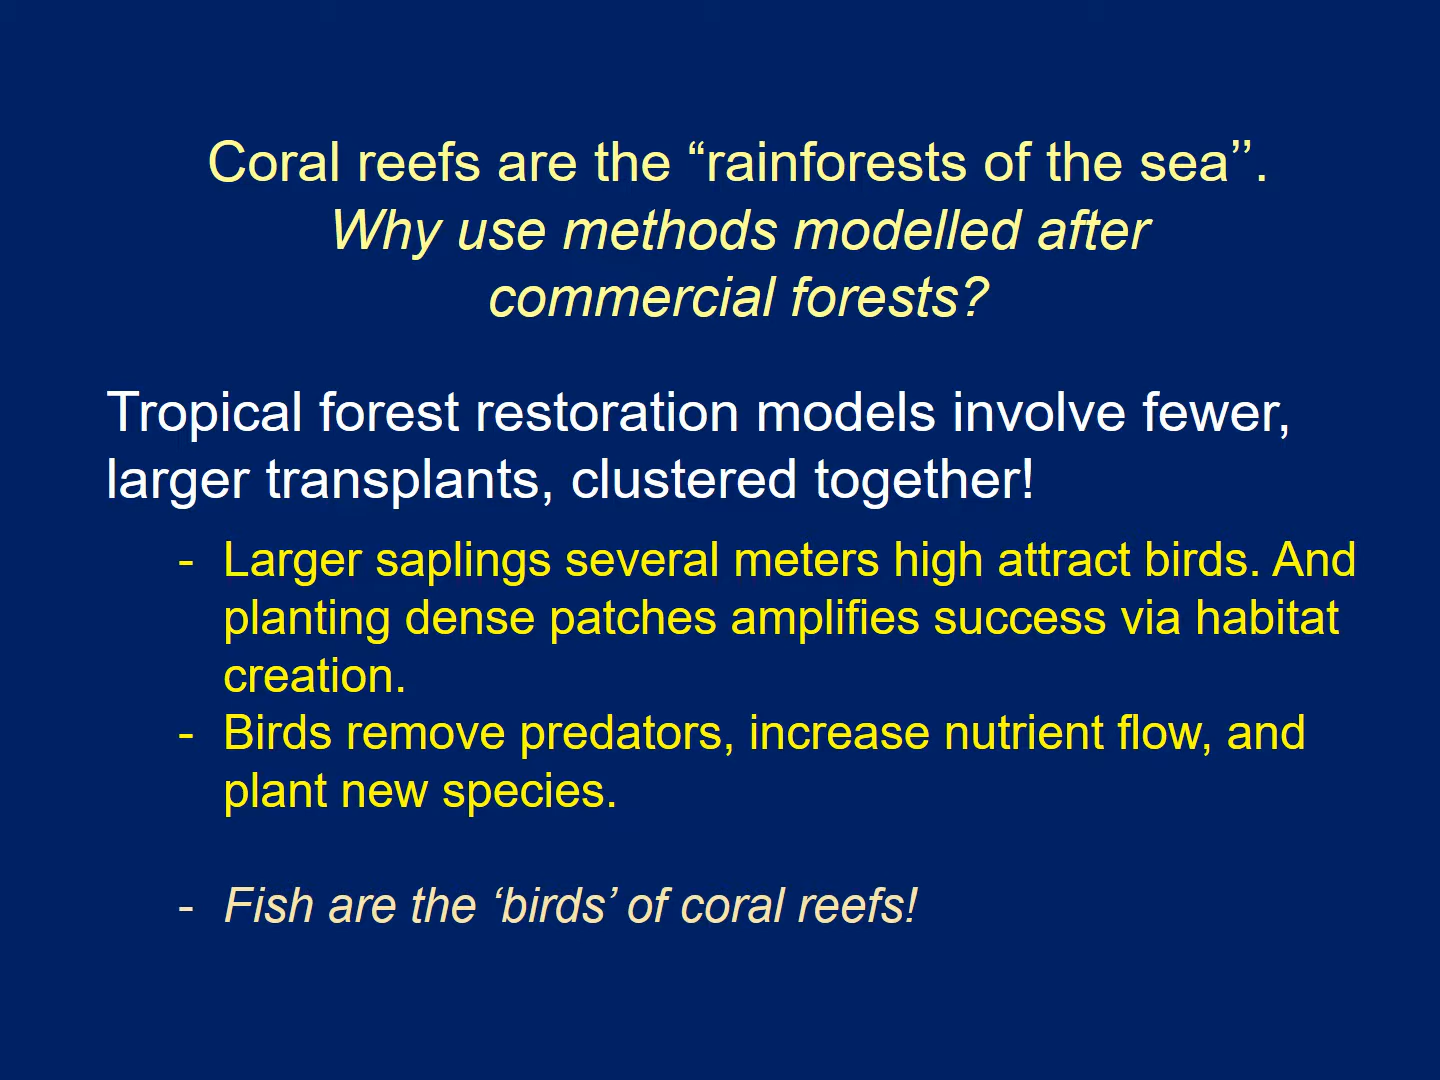 Coral reefs are the “rainforests of the sea’’.
Why use methods modelled after
commercial forests?
Tropical forest restoration models involve fewer,
larger transplants, clustered together!
- Larger saplings several meters high attract birds. And
planting dense patches amplifies success via habitat
creation.
- Birds remove predators, increase nutrient flow, and
plant new species.
- Fish are the ‘birds’ of coral reefs!